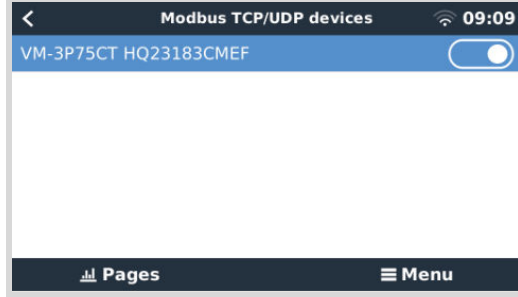 Modbus TCP/UDP devices 09:09
VM-3P75CT HQ23183CMEF
Pages Menu